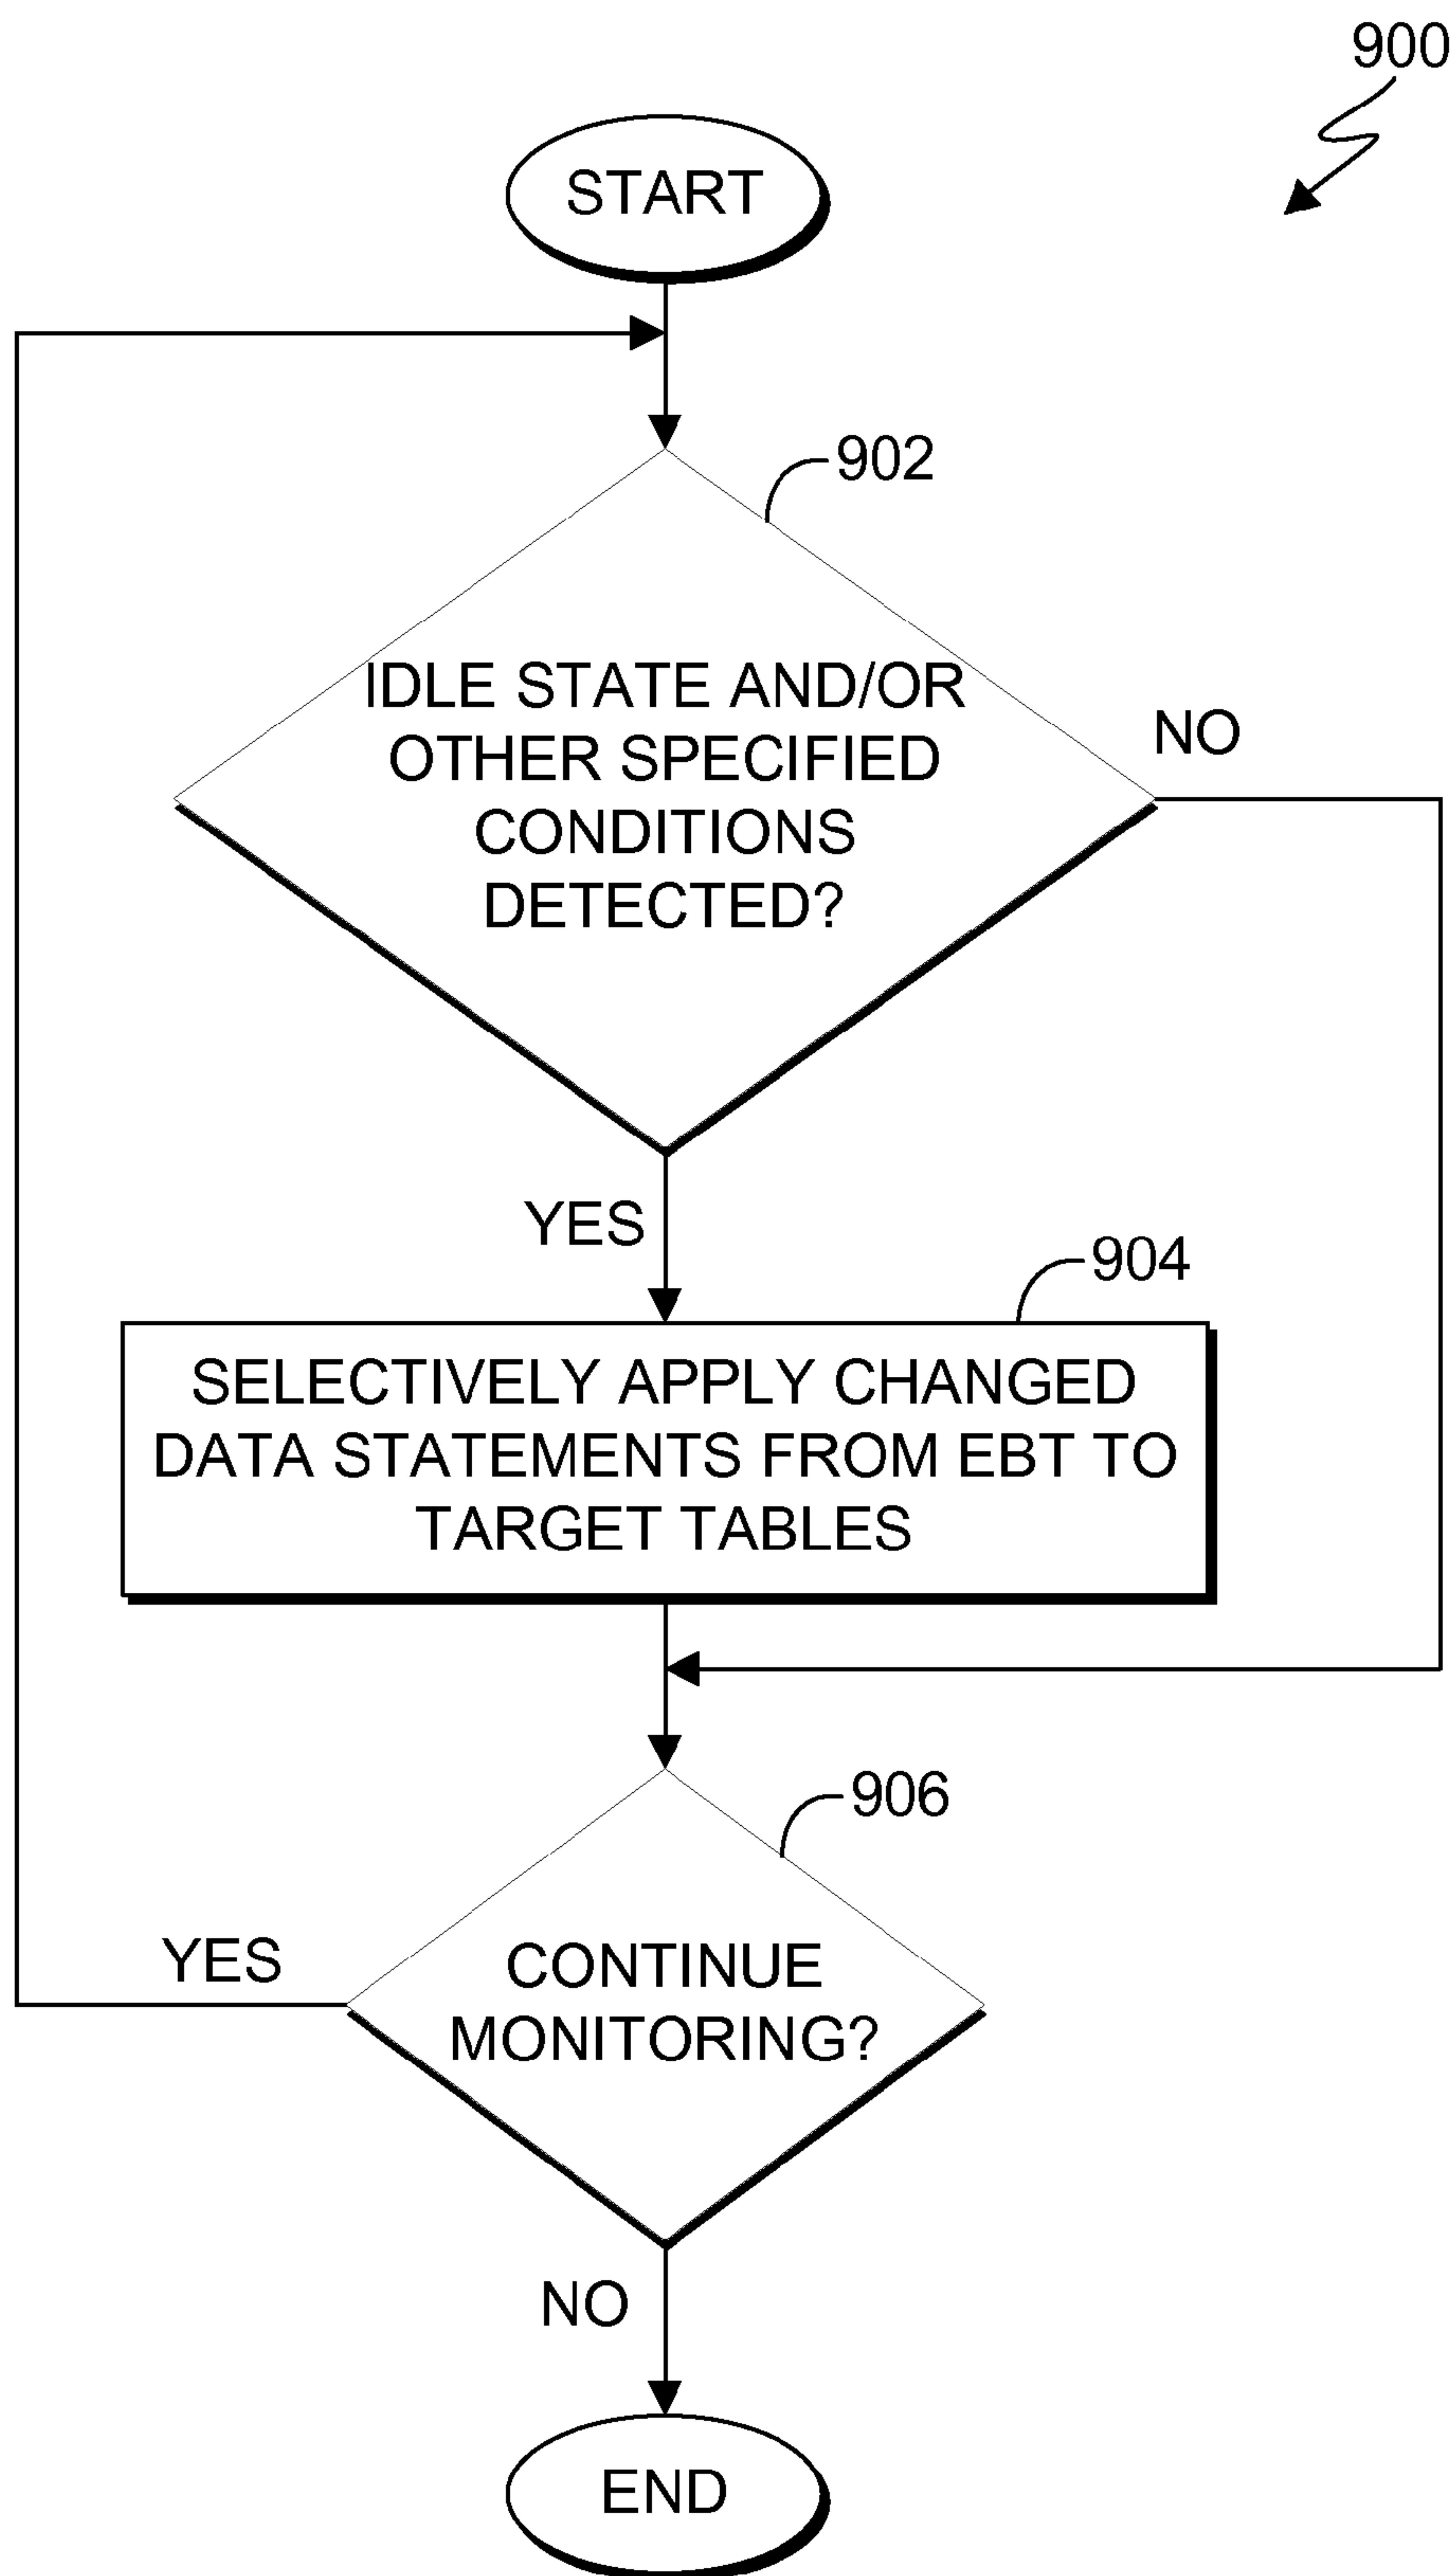 900
START
902
IDLE STATE AND/OR
OTHER SPECIFIED
CONDITIONS
DETECTED?
NO
YES
904
SELECTIVELY APPLY CHANGED
DATA STATEMENTS FROM EBT TO
TARGET TABLES
906
YES
CONTINUE
MONITORING?
NO
END